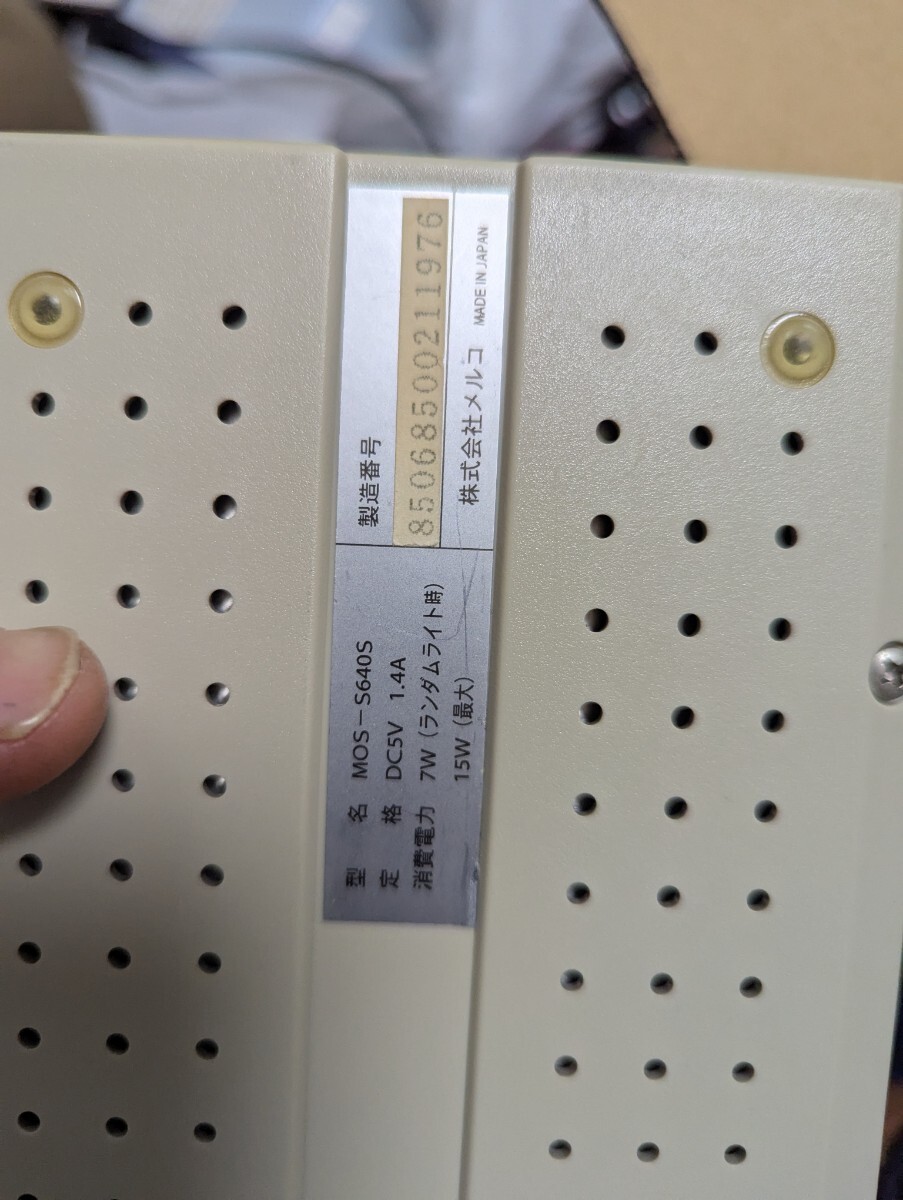 型 名 MOS－S640S
定 格 DC5V 1.4A
消費電力 7W（ランダムライト時）
15W（最大）
製造番号
85068500211976
株式会社メルコ MADE IN JAPAN